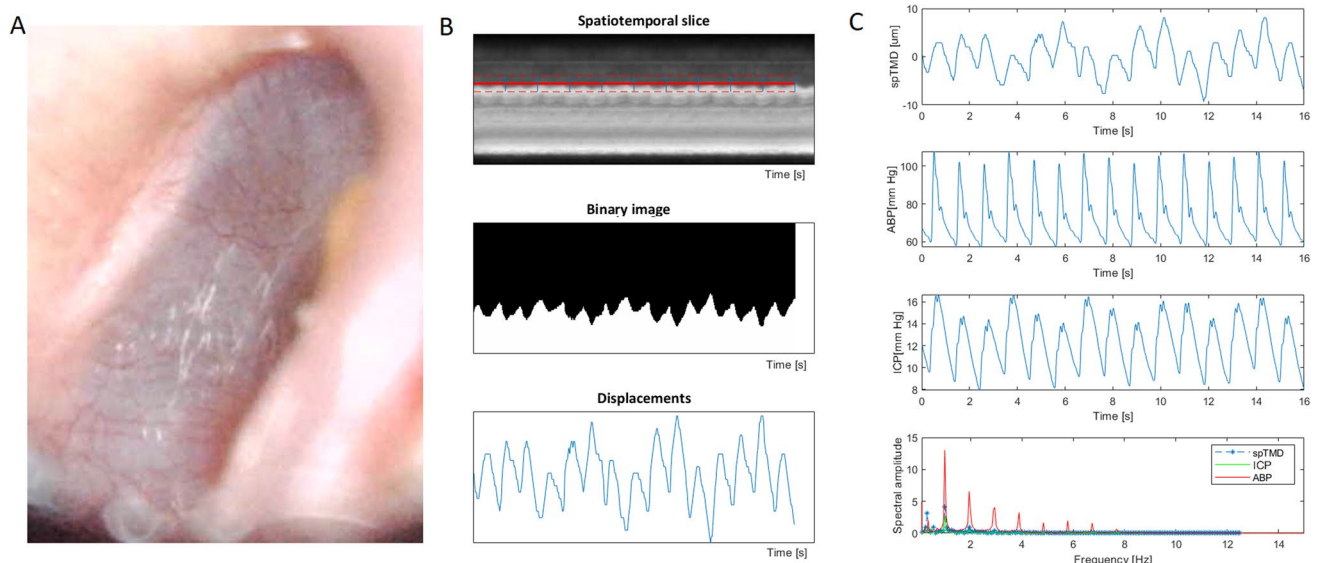 A
B
Spatiotemporal slice
Time [s]
Binary image
Time [s]
Displacements
Time [s]
C
spTMD [um]
10
0
-10
0 2 4 6 8 10 12 14 16
Time [s]
ABP[mm Hg]
100
80
60
0 2 4 6 8 10 12 14 16
Time [s]
ICP[mm Hg]
16
14
12
10
8
0 2 4 6 8 10 12 14 16
Time [s]
Spectral amplitude
15
10
5
0
2 4 6 8 10 12 14
Frequency [Hz]
spTMD
ICP
ABP